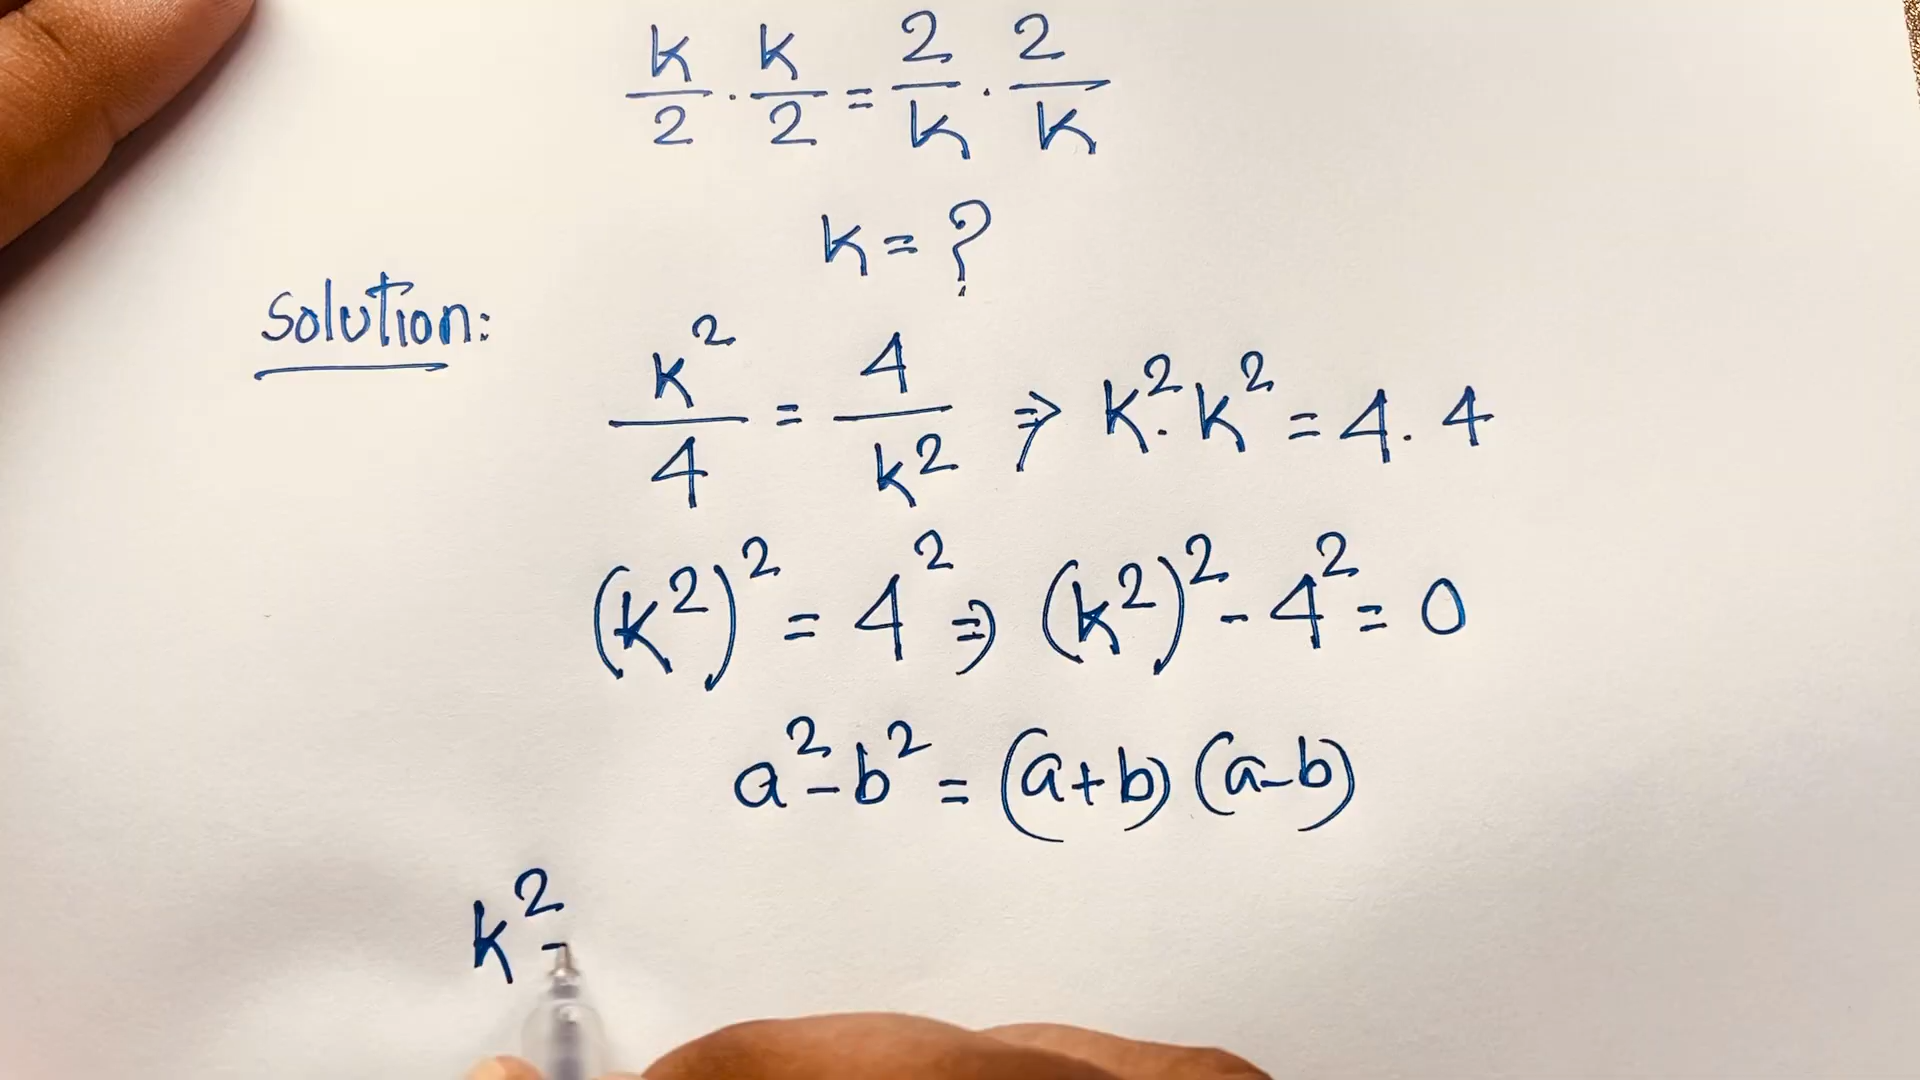 k/2 · k/2 = 2/k · 2/k
k = ?
Solution:
k²/4 = 4/k² ⇒ k² · k² = 4 · 4
(k²)² = 4² ⇒ (k²)² - 4² = 0
a² - b² = (a+b) (a-b)
k² -